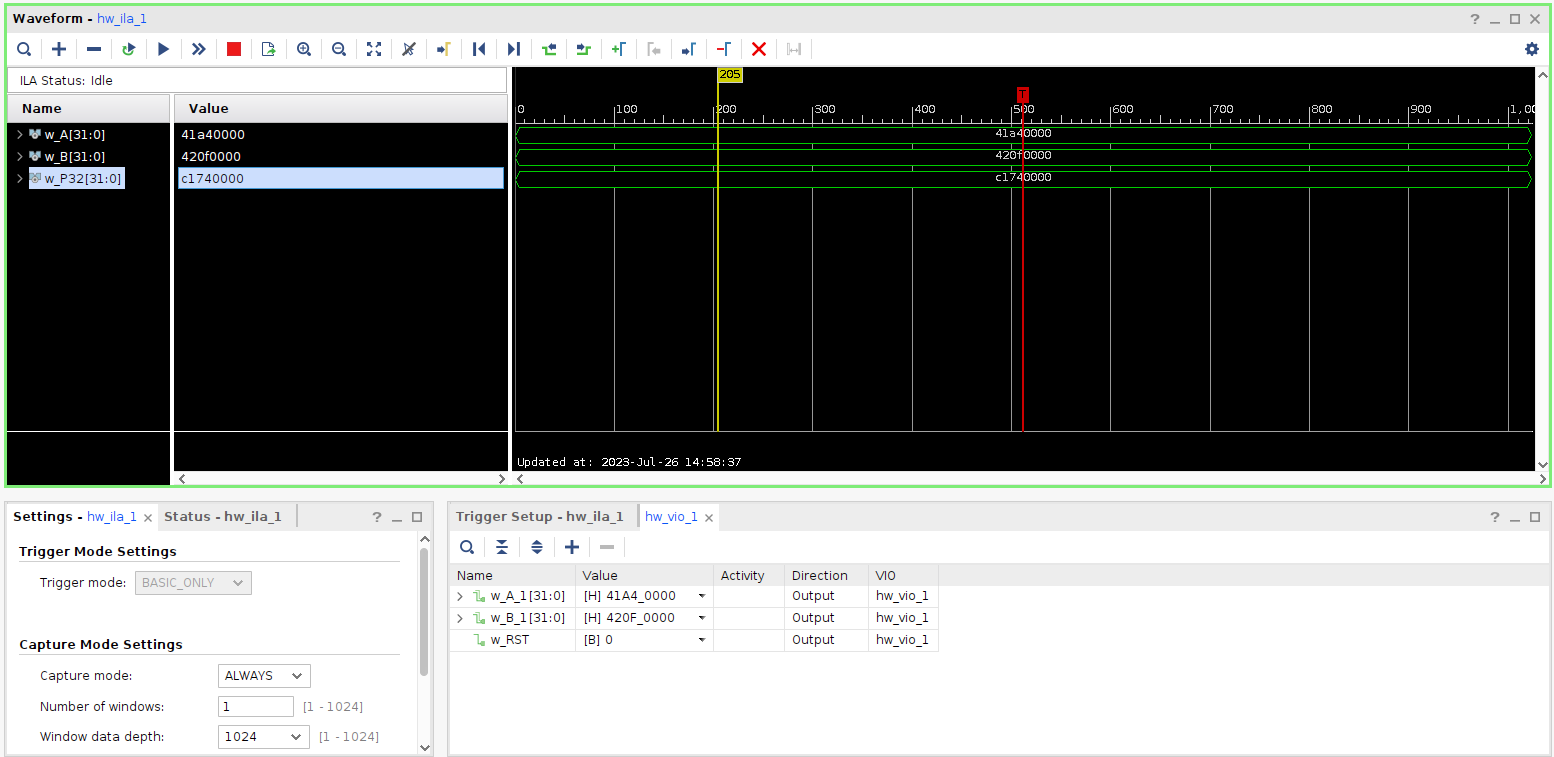 Waveform - hw_ila_1
ILA Status: Idle
Name Value
w_A[31:0] 41a40000
w_B[31:0] 420f0000
w_P32[31:0] c1740000
205
T
0 100 200 300 400 500 600 700 800 900 1,00
41a40000
420f0000
c1740000
Updated at: 2023-Jul-26 14:58:37
Settings - hw_ila_1 Status - hw_ila_1
Trigger Mode Settings
Trigger mode: BASIC_ONLY
Capture Mode Settings
Capture mode: ALWAYS
Number of windows: 1 [1 - 1024]
Window data depth: 1024 [1 - 1024]
Trigger Setup - hw_ila_1 hw_vio_1
Name Value Activity Direction VIO
w_A_1[31:0] [H] 41A4_0000 Output hw_vio_1
w_B_1[31:0] [H] 420F_0000 Output hw_vio_1
w_RST [B] 0 Output hw_vio_1